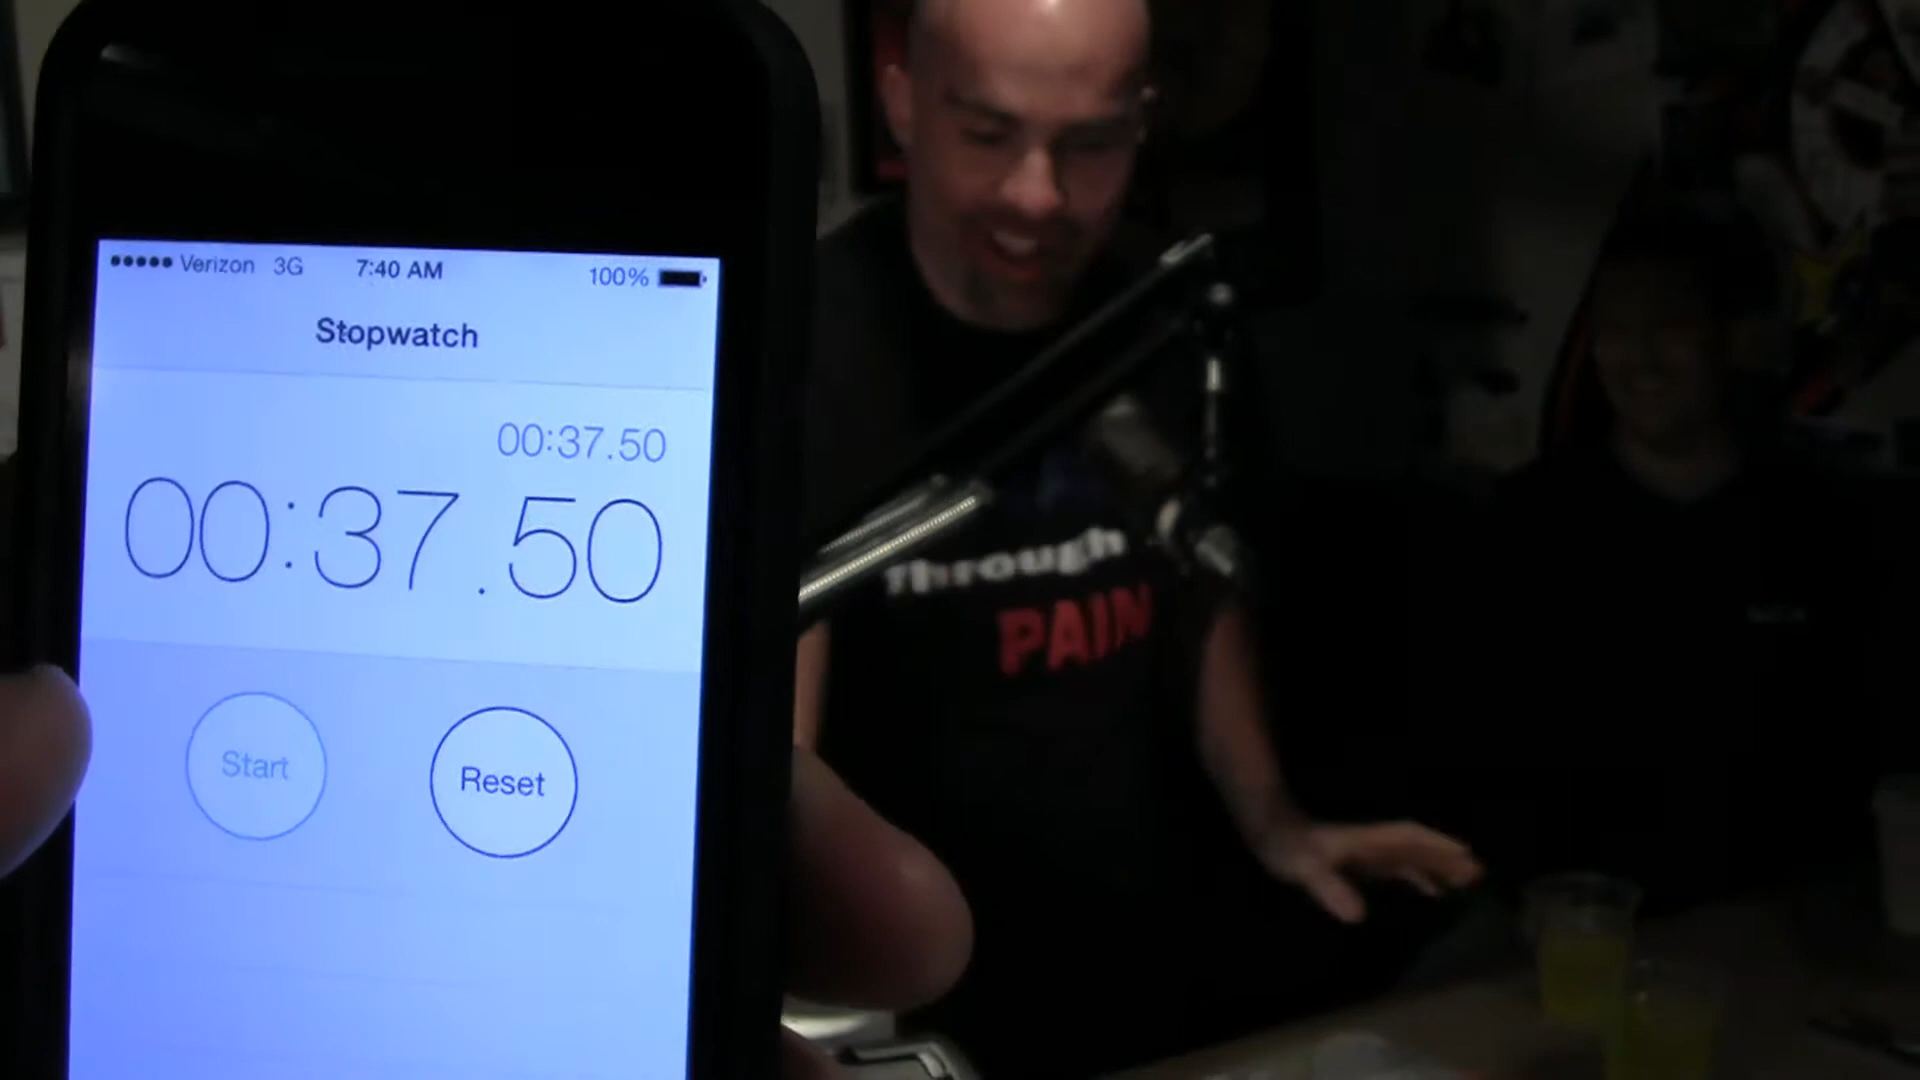 Verizon 3G 7:40 AM 100%
Stopwatch
00:37.50
00:37.50
Start Reset
Through
PAIN